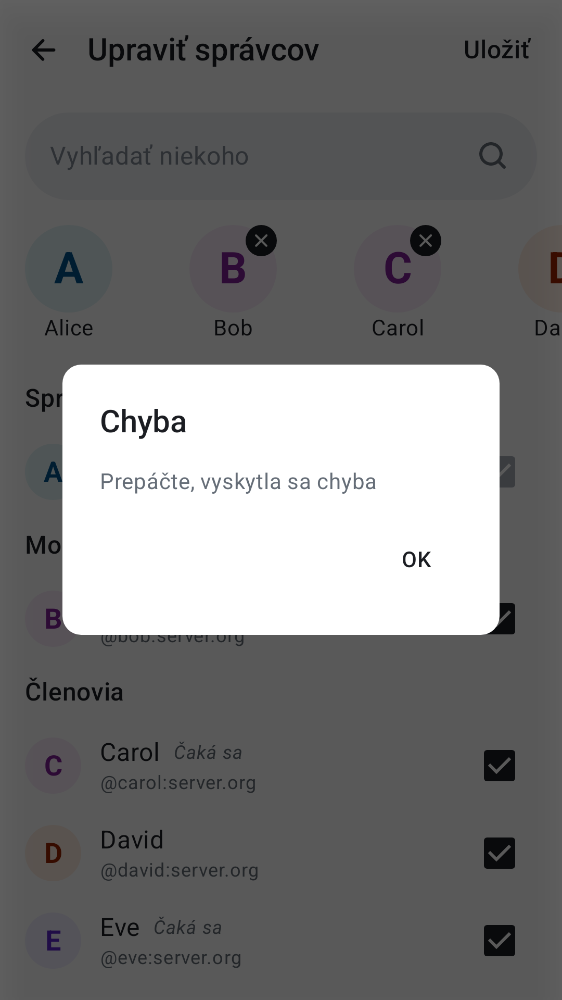 Upraviť správcov
Uložiť
Vyhľadať niekoho
A
B
C
D
Alice
Bob
Carol
Da
Spr
A
Chyba
Prepáčte, vyskytla sa chyba
OK
Mo
B
@bob:server.org
Členovia
C
Carol Čaká sa
@carol:server.org
D
David
@david:server.org
E
Eve Čaká sa
@eve:server.org